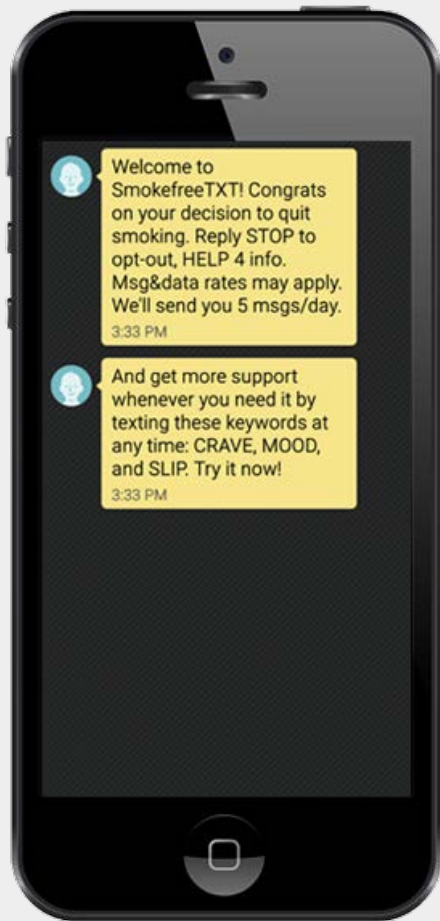 Welcome to
SmokefreeTXT! Congrats
on your decision to quit
smoking. Reply STOP to
opt-out, HELP 4 info.
Msg&data rates may apply.
We'll send you 5 msgs/day.
3:33 PM
And get more support
whenever you need it by
texting these keywords at
any time: CRAVE, MOOD,
and SLIP. Try it now!
3:33 PM